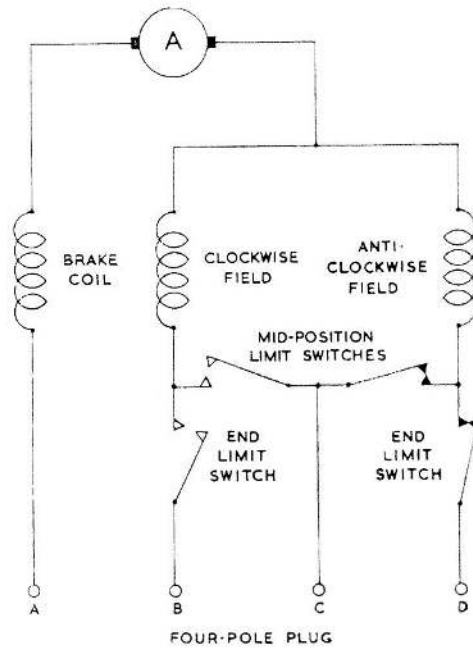 A
BRAKE
COIL
CLOCKWISE
FIELD
ANTI-
CLOCKWISE
FIELD
MID-POSITION
LIMIT SWITCHES
END
LIMIT
SWITCH
END
LIMIT
SWITCH
A B C D
FOUR-POLE PLUG